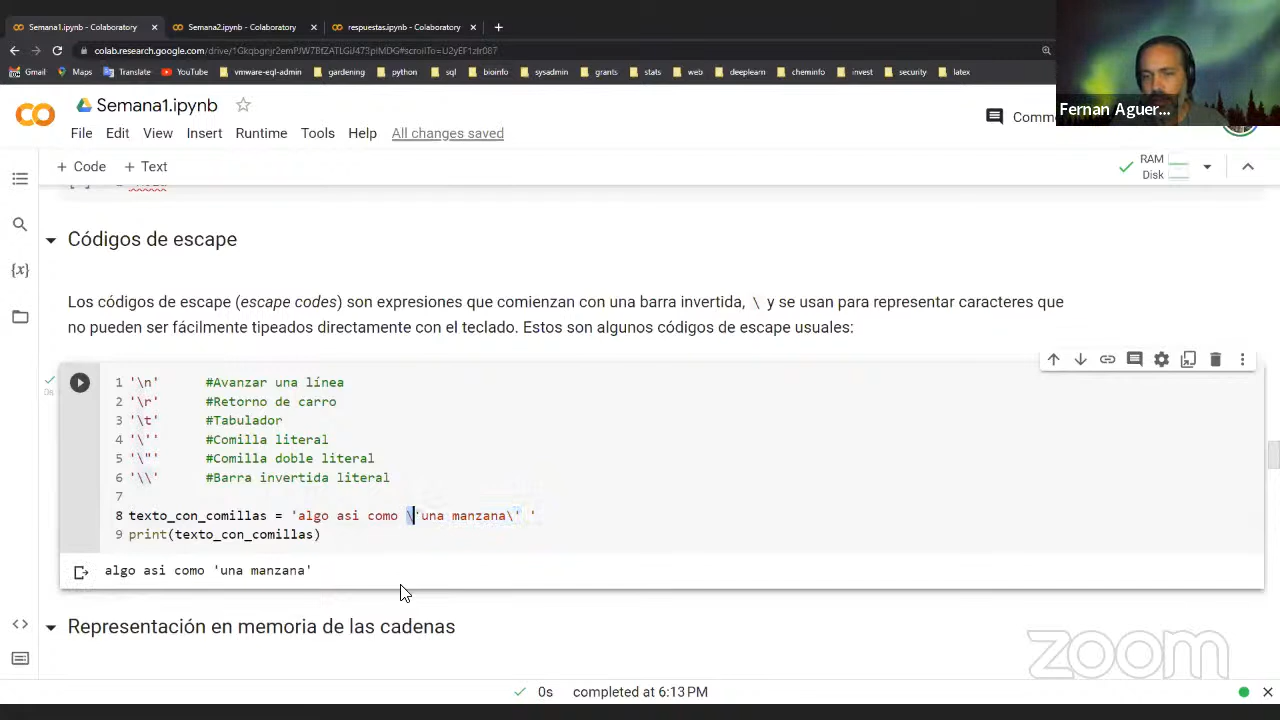 Semana1.ipynb - Colaboratory
Semana2.ipynb - Colaboratory
respuestas.ipynb - Colaboratory
Gmail
Maps
Translate
YouTube
vmware-eql-admin
gardening
python
sql
bioinfo
sysadmin
grants
stats
web
deeplearn
cheminfo
invest
security
latex
Fernan Aguer...
Semana1.ipynb
File Edit View Insert Runtime Tools Help All changes saved
+ Code + Text
RAM
Disk
Códigos de escape
Los códigos de escape (escape codes) son expresiones que comienzan con una barra invertida, \ y se usan para representar caracteres que
no pueden ser fácilmente tipeados directamente con el teclado. Estos son algunos códigos de escape usuales:
1 '\n' #Avanzar una línea
2 '\r' #Retorno de carro
3 '\t' #Tabulador
4 '\'' #Comilla literal
5 '\"' #Comilla doble literal
6 '\\' #Barra invertida literal
7
8 texto_con_comillas = 'algo asi como \'una manzana\' '
9 print(texto_con_comillas)
algo asi como 'una manzana'
Representación en memoria de las cadenas
zoom
0s completed at 6:13PM